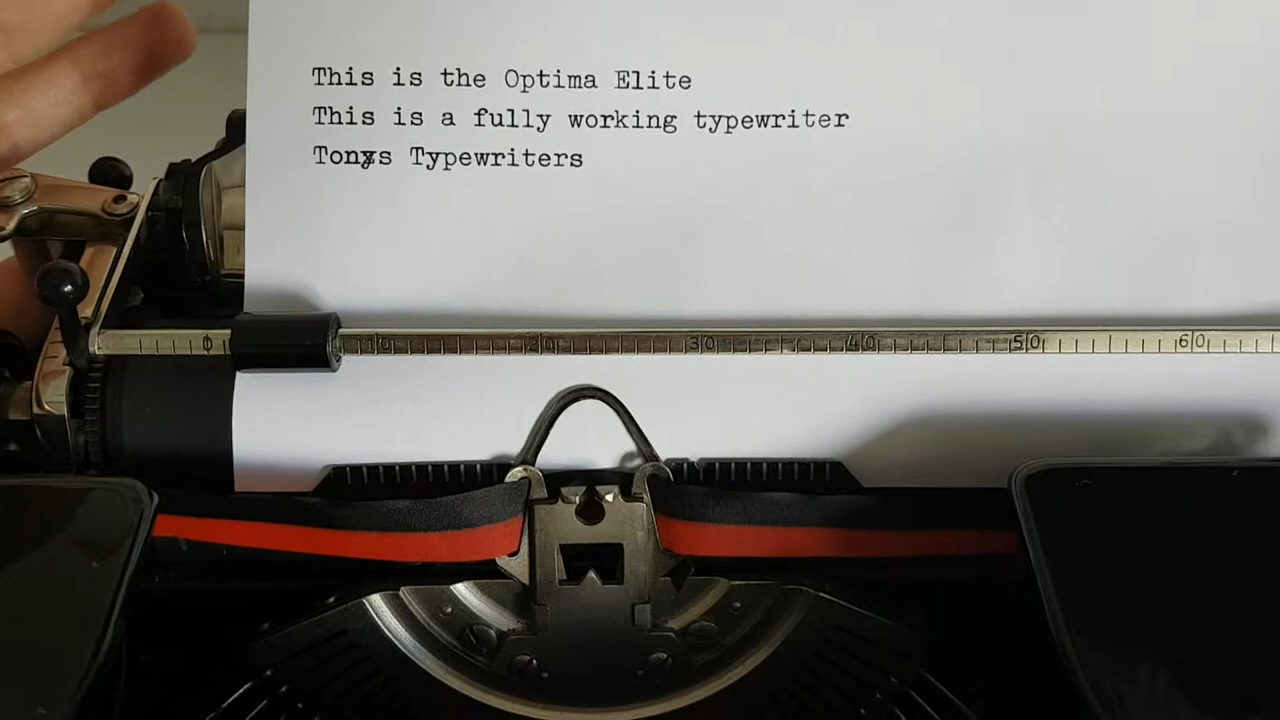 This is the Optima Elite
This is a fully working typewriter
Tonys Typewriters
0 10 20 30 40 50 60